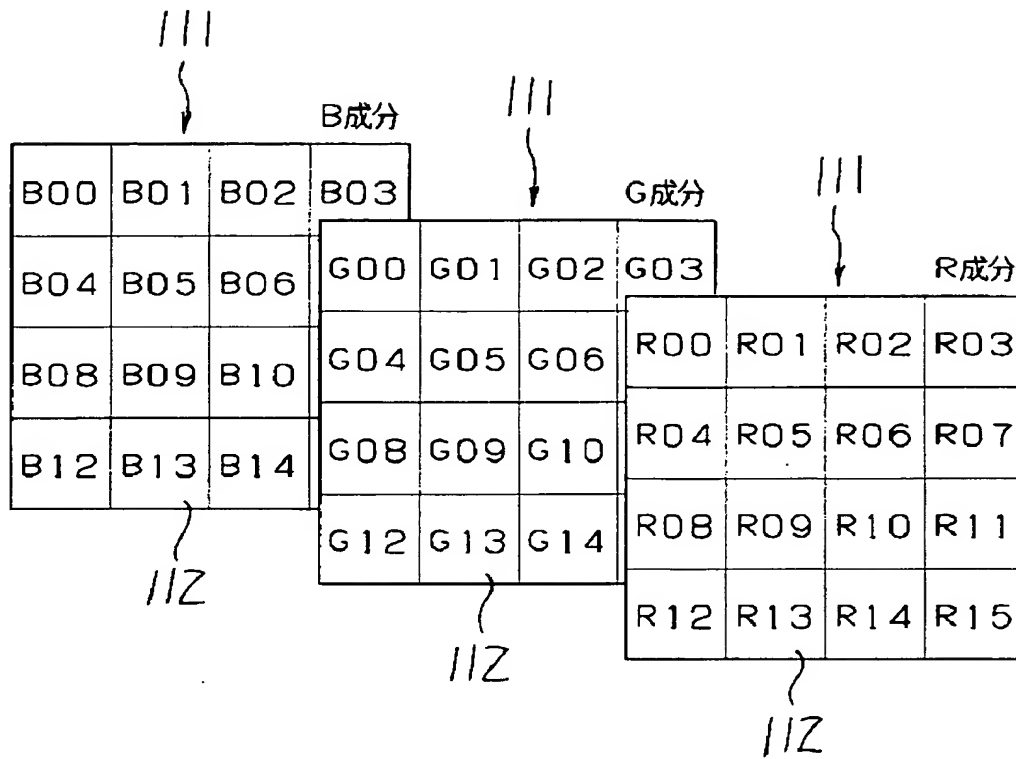 111
111
111
B成分
B00 B01 B02 B03
B04 B05 B06
B08 B09 B10
B12 B13 B14
112
G成分
G00 G01 G02 G03
G04 G05 G06
G08 G09 G10
G12 G13 G14
112
R成分
R00 R01 R02 R03
R04 R05 R06 R07
R08 R09 R10 R11
R12 R13 R14 R15
112